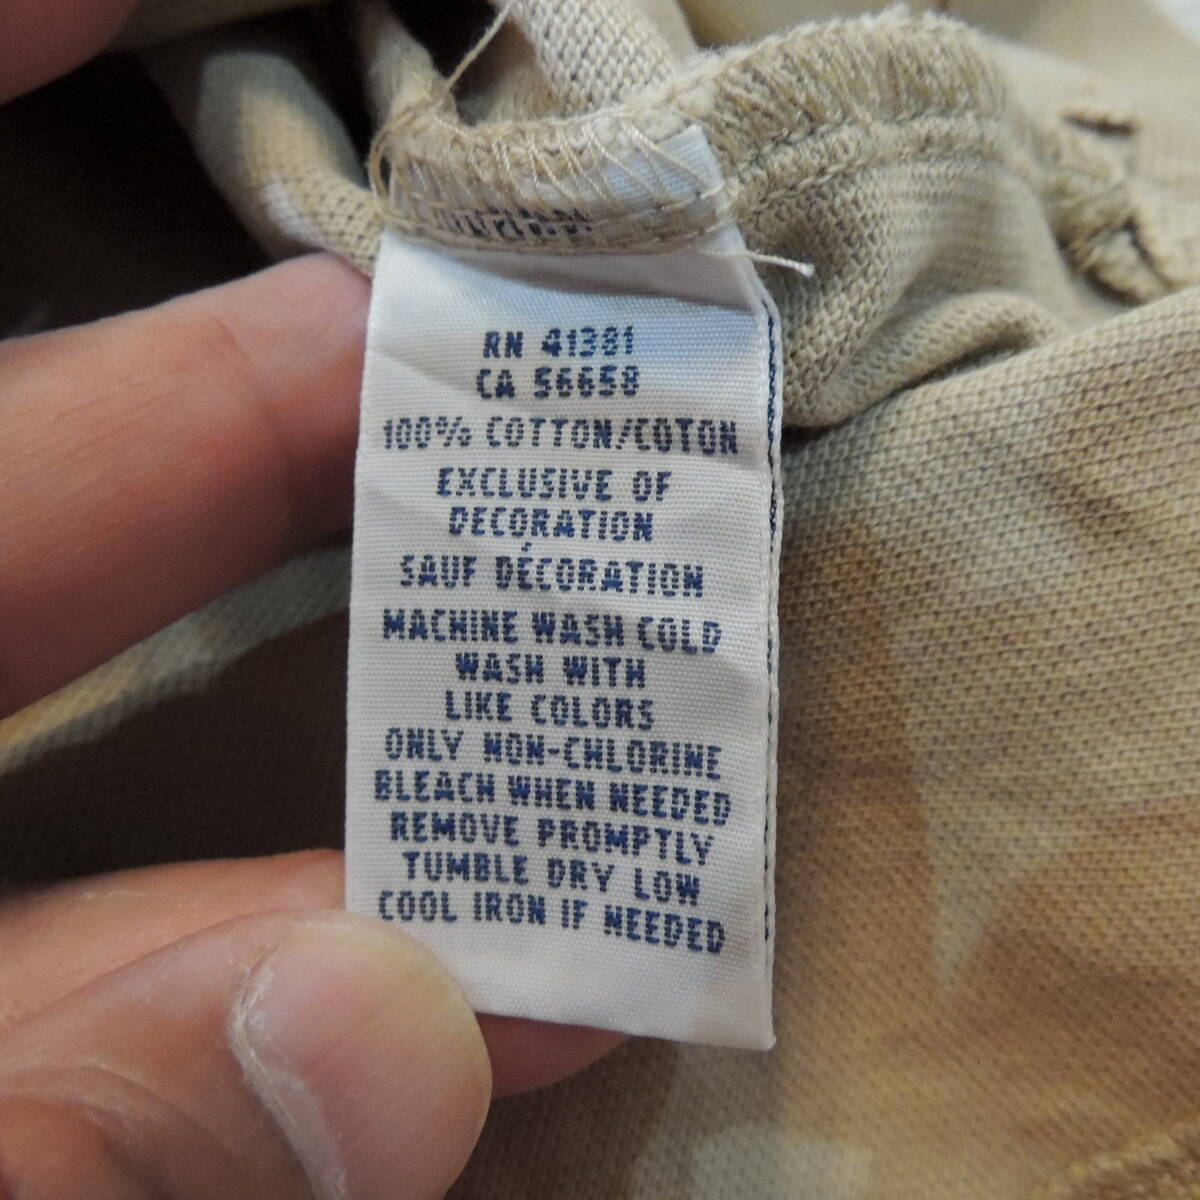 RN 41381
CA 56658
100% COTTON/COTON
EXCLUSIVE OF
DECORATION
SAUF DÉCORATION
MACHINE WASH COLD
WASH WITH
LIKE COLORS
ONLY NON-CHLORINE
BLEACH WHEN NEEDED
REMOVE PROMPTLY
TUMBLE DRY LOW
COOL IRON IF NEEDED